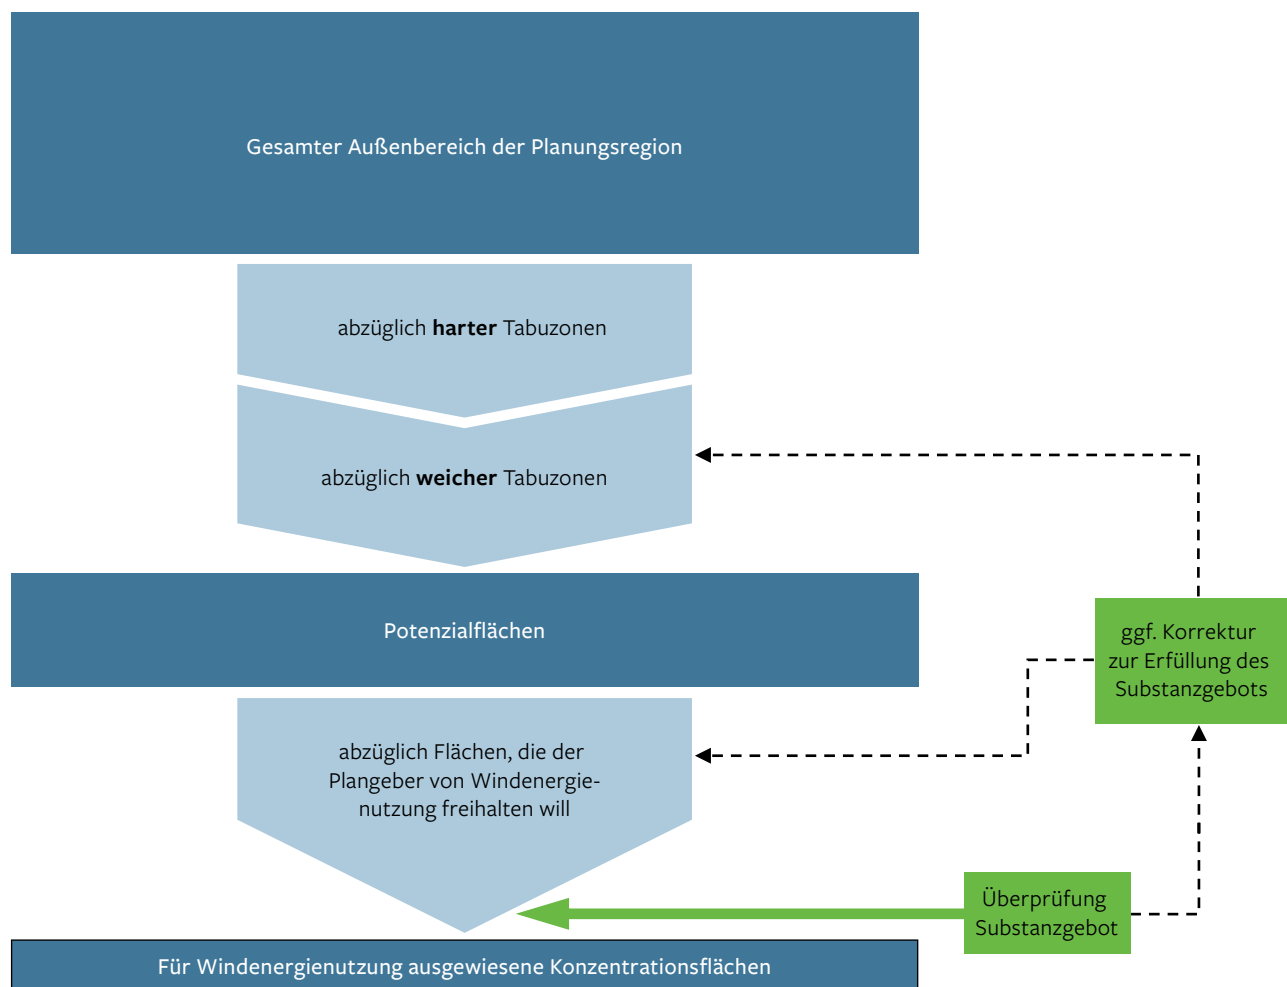 Gesamter Außenbereich der Planungsregion
abzüglich harter Tabuzonen
abzüglich weicher Tabuzonen
Potenzialflächen
ggf. Korrektur
zur Erfüllung des
Substanzgebots
abzüglich Flächen, die der
Plangeber von Windenergie-
nutzung freihalten will
Überprüfung
Substanzgebot
Für Windenergienutzung ausgewiesene Konzentrationsflächen